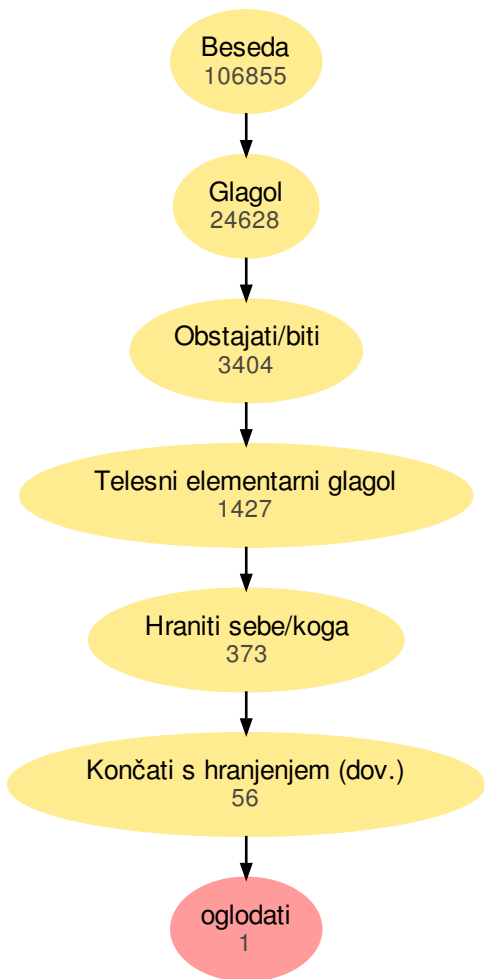 Beseda
106855
Glagol
24628
Obstajati/biti
3404
Telesni elementarni glagol
1427
Hraniti sebe/koga
373
Končati s hranjenjem (dov.)
56
oglodati
1